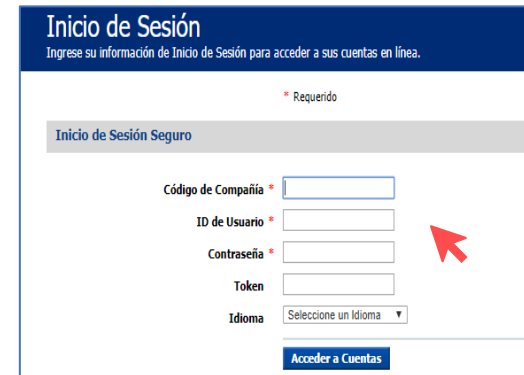 Inicio de Sesión
Ingrese su información de Inicio de Sesión para acceder a sus cuentas en línea.
* Requerido
Inicio de Sesión Seguro
Código de Compañía *
ID de Usuario *
Contraseña *
Token
Idioma Seleccione un Idioma
Acceder a Cuentas